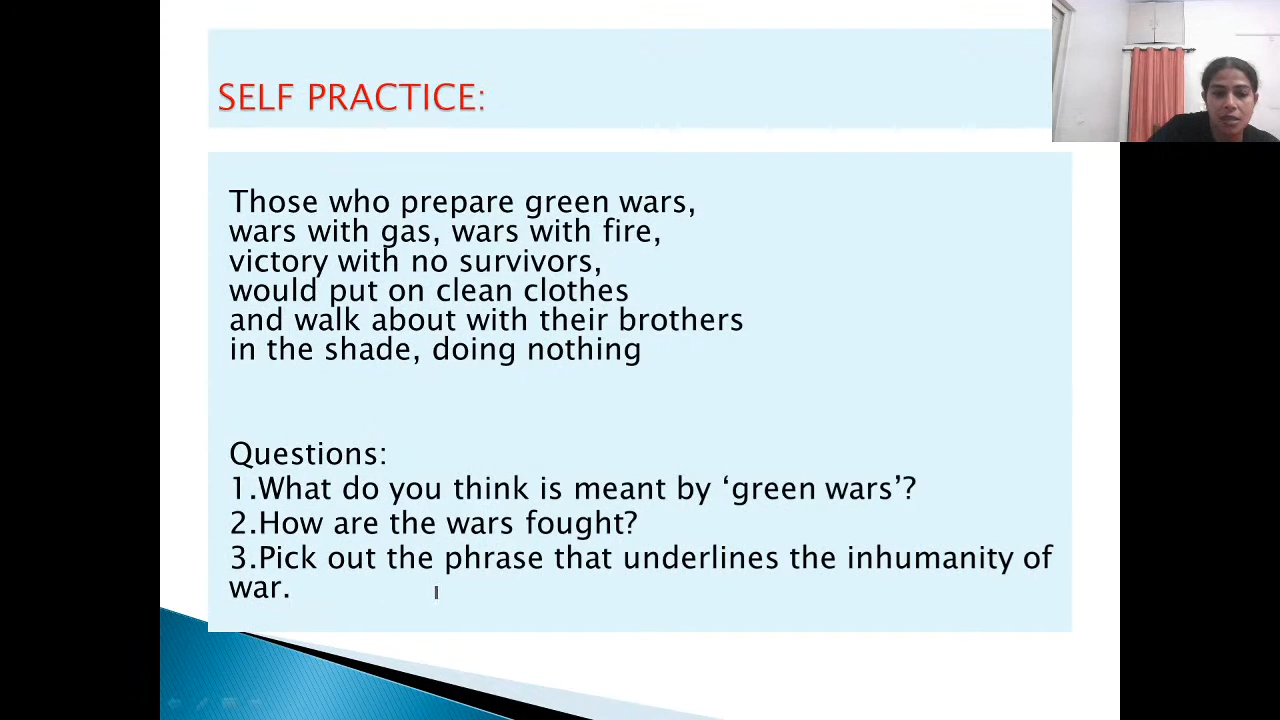 SELF PRACTICE:
Those who prepare green wars,
wars with gas, wars with fire,
victory with no survivors,
would put on clean clothes
and walk about with their brothers
in the shade, doing nothing
Questions:
1.What do you think is meant by ‘green wars’?
2.How are the wars fought?
3.Pick out the phrase that underlines the inhumanity of
war.